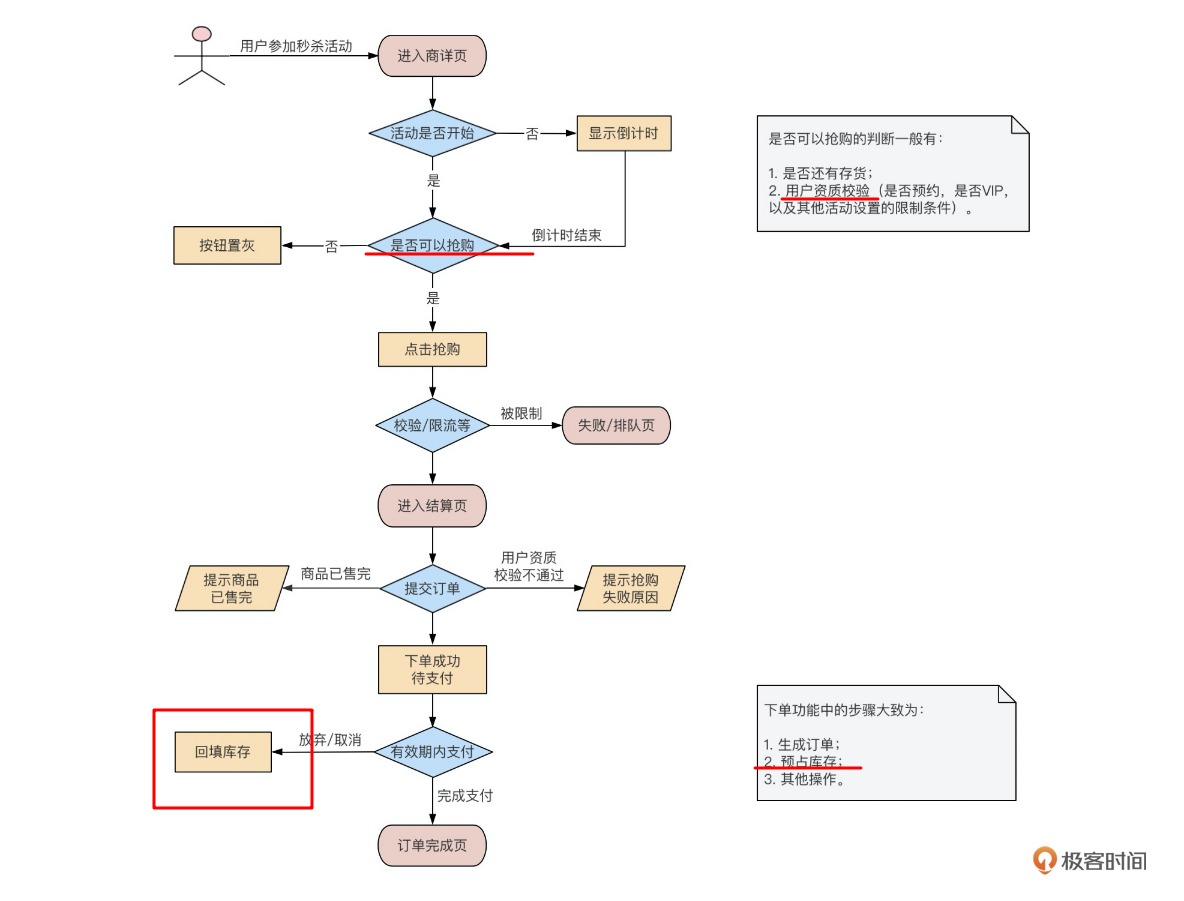 用户参加秒杀活动
进入商详页
活动是否开始
否
显示倒计时
是
倒计时结束
是否可以抢购
否
按钮置灰
是
点击抢购
校验/限流等
被限制
失败/排队页
进入结算页
提交订单
商品已售完
提示商品
已售完
用户资质
校验不通过
提示抢购
失败原因
下单成功
待支付
有效期内支付
放弃/取消
回填库存
完成支付
订单完成页
是否可以抢购的判断一般有：
1. 是否还有存货；
2. 用户资质校验（是否预约，是否VIP，
以及其他活动设置的限制条件）。
下单功能中的步骤大致为：
1. 生成订单；
2. 预占库存；
3. 其他操作。
极客时间